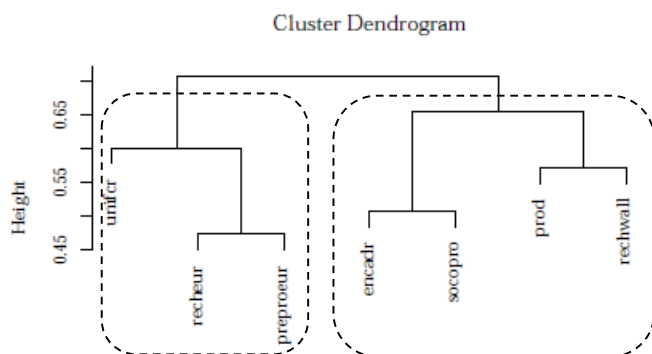 Cluster Dendrogram
Height
0.65
0.55
0.45
unifcr
recheur
preproeur
encadr
socopro
prod
rechwall